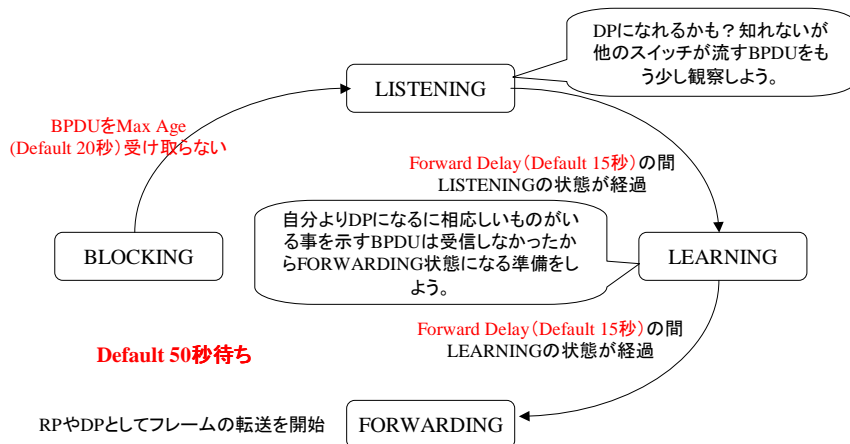 DPになれるかも？知れないが
他のスイッチが流すBPDUをも
う少し観察しよう。
LISTENING
BPDUをMax Age
(Default 20秒）受け取らない
Forward Delay（Default 15秒）の間
LISTENINGの状態が経過
自分よりDPになるに相応しいものがい
る事を示すBPDUは受信しなかったか
らFORWARDING状態になる準備をし
よう。
BLOCKING
LEARNING
Forward Delay（Default 15秒）の間
LEARNINGの状態が経過
Default 50秒待ち
RPやDPとしてフレームの転送を開始
FORWARDING